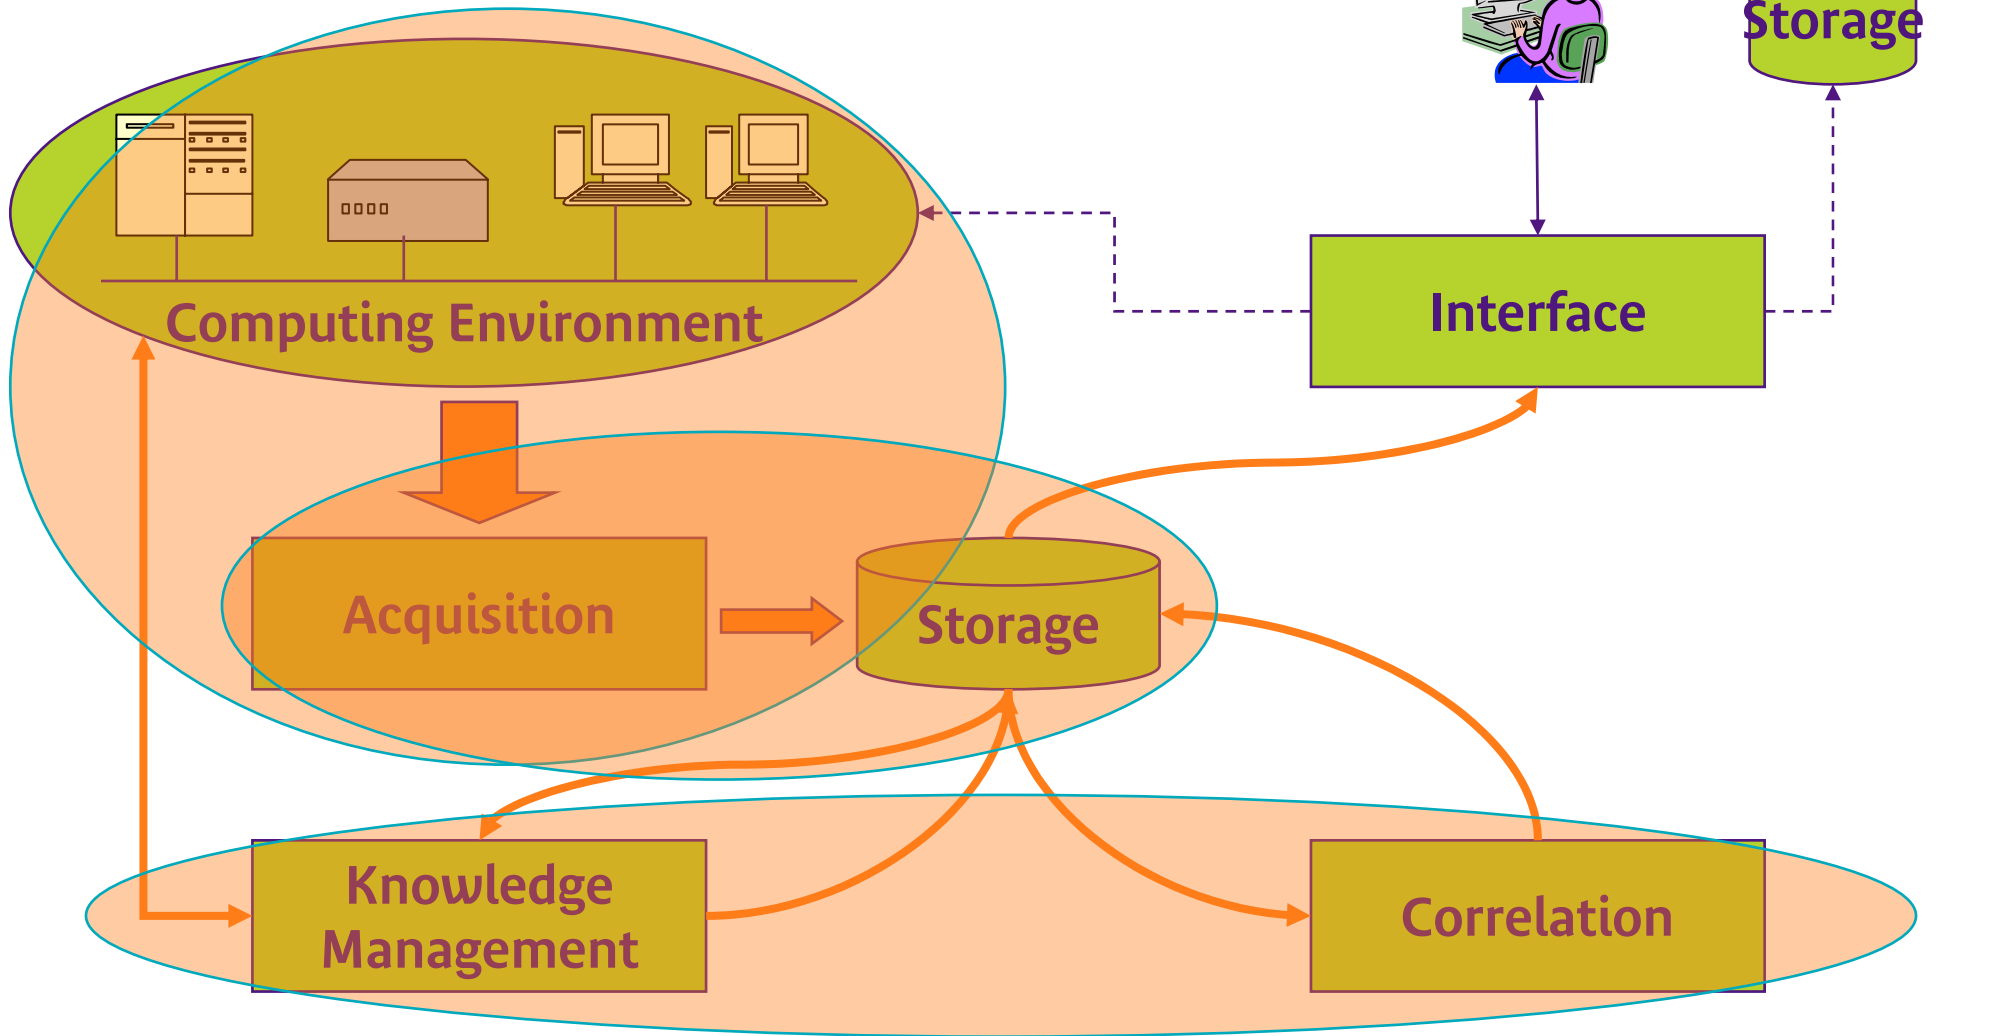 Storage
Computing Environment
Interface
Acquisition
Storage
Knowledge
Management
Correlation